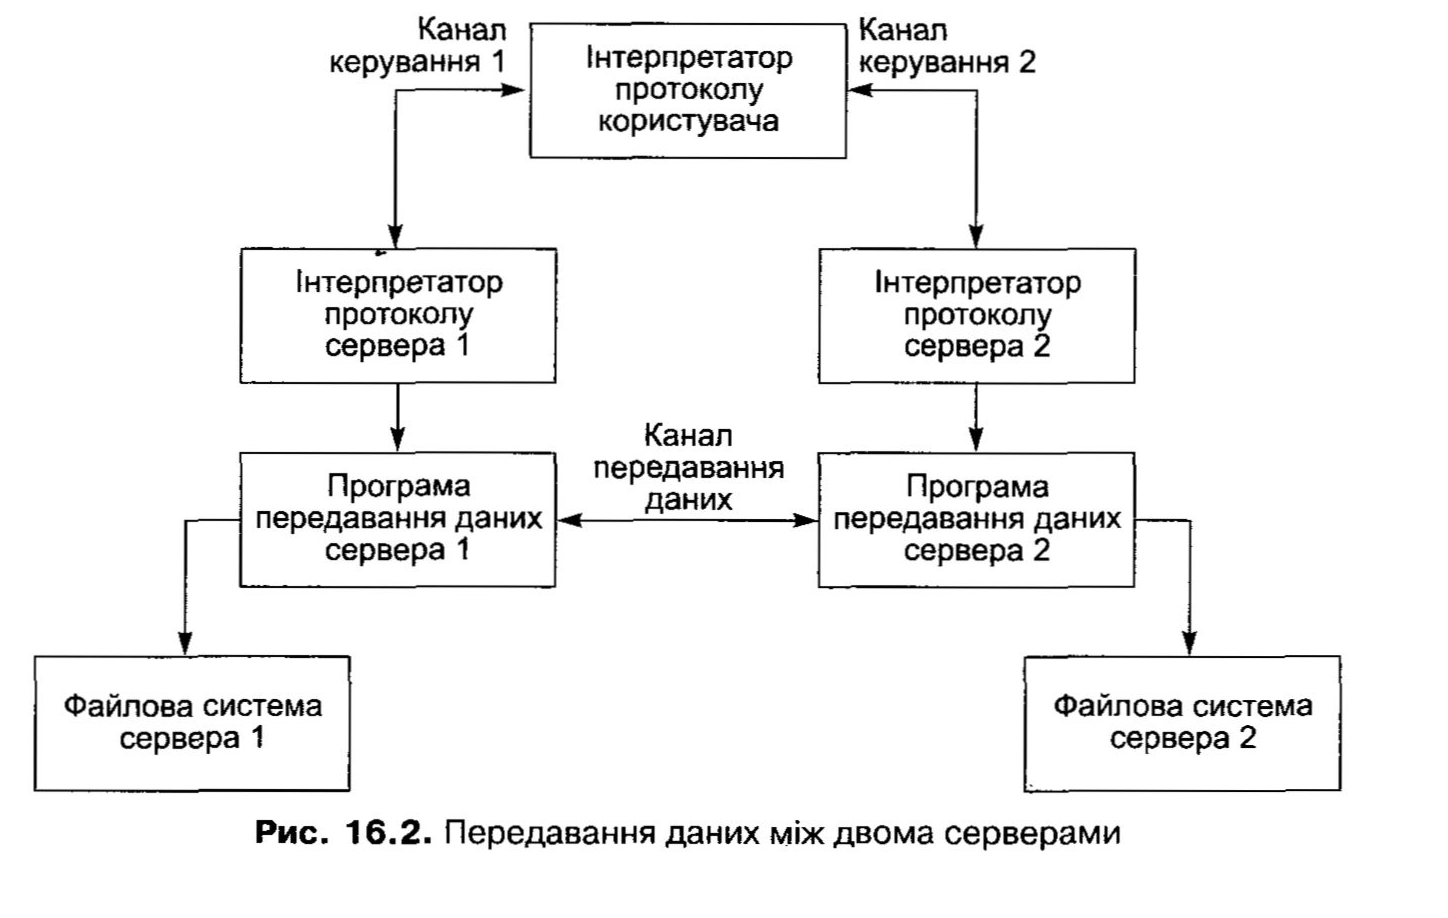 Канал
керування 1
Інтерпретатор
протоколу
користувача
Канал
керування 2
Інтерпретатор
протоколу
сервера 1
Інтерпретатор
протоколу
сервера 2
Програма
передавання даних
сервера 1
Канал
передавання
даних
Програма
передавання даних
сервера 2
Файлова система
сервера 1
Файлова система
сервера 2
Рис. 16.2. Передавання даних між двома серверами